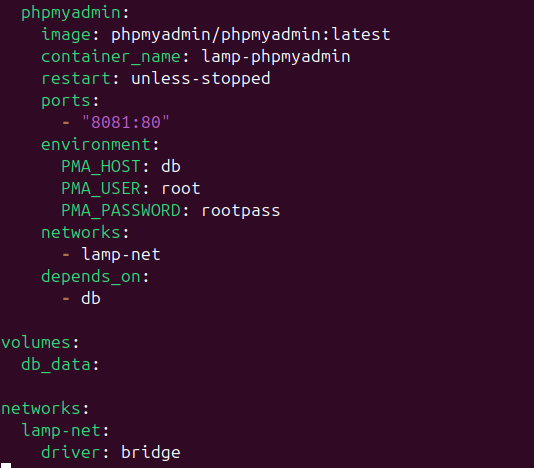 phpmyadmin:
    image: phpmyadmin/phpmyadmin:latest
    container_name: lamp-phpmyadmin
    restart: unless-stopped
    ports:
      - "8081:80"
    environment:
      PMA_HOST: db
      PMA_USER: root
      PMA_PASSWORD: rootpass
    networks:
      - lamp-net
    depends_on:
      - db

volumes:
  db_data:

networks:
  lamp-net:
    driver: bridge